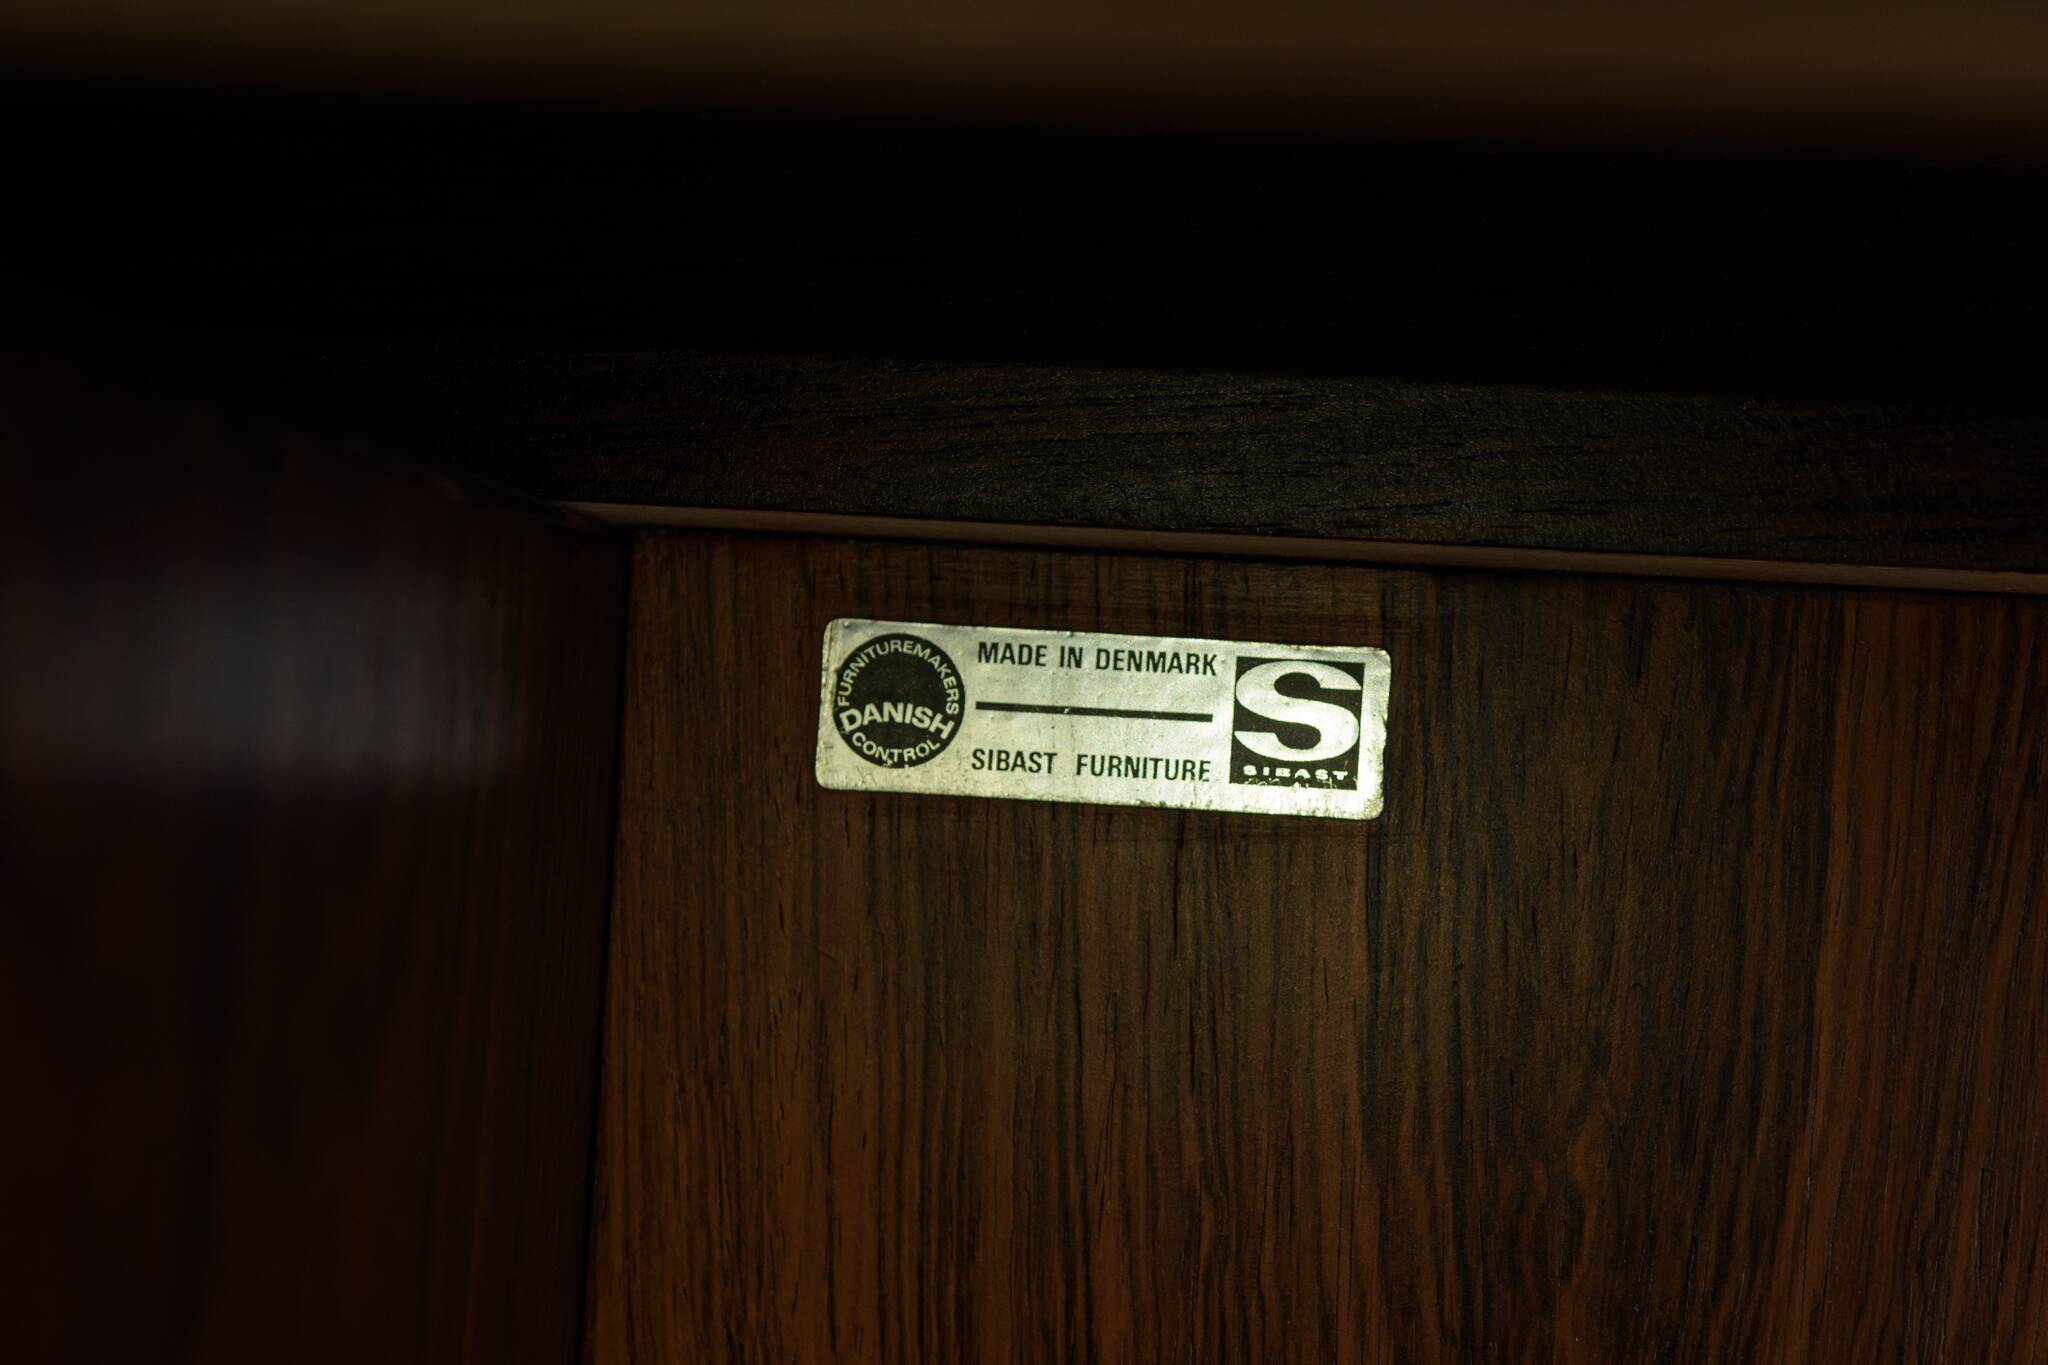 FURNITUREMAKERS
DANISH
CONTROL
MADE IN DENMARK
SIBAST FURNITURE
S
SIBAST